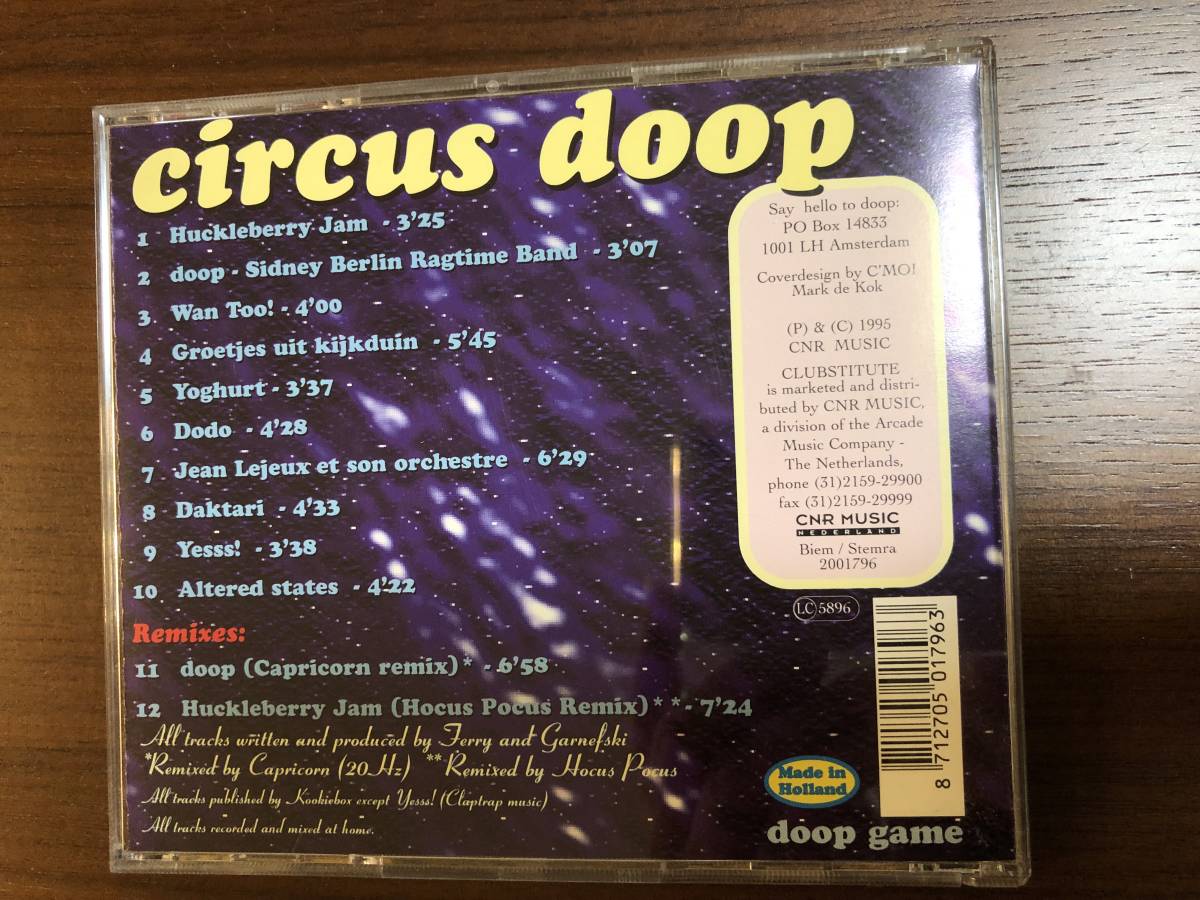 circus doop
1 Huckleberry Jam - 3'25
2 doop - Sidney Berlin Ragtime Band - 3'07
3 Wan Too! - 4'00
4 Groetjes uit kijkduin - 5'45
5 Yoghurt - 3'37
6 Dodo - 4'28
7 Jean Lejeux et son orchestre - 6'29
8 Daktari - 4'33
9 Yesss! - 3'38
10 Altered states - 4'22
Remixes:
11 doop (Capricorn remix)* - 6'58
12 Huckleberry Jam (Hocus Pocus Remix)**- 7'24
All tracks written and produced by Ferry and Garnefski
*Remixed by Capricorn (20Hz) **Remixed by Hocus Pocus
All tracks published by Kookiebox except Yesss! (Claptrap music)
All tracks recorded and mixed at home.
Say hello to doop:
PO Box 14833
1001 LH Amsterdam
Coverdesign by C'MO!
Mark de Kok
(P) & (C) 1995
CNR MUSIC
CLUBSTITUTE
is marketed and distri-
buted by CNR MUSIC,
a division of the Arcade
Music Company -
The Netherlands,
phone (31)2159-29900
fax (31)2159-29999
CNR MUSIC
NEDERLAND
Biem / Stemra
2001796
LC 5896
8 712705 017963
Made in
Holland
doop game